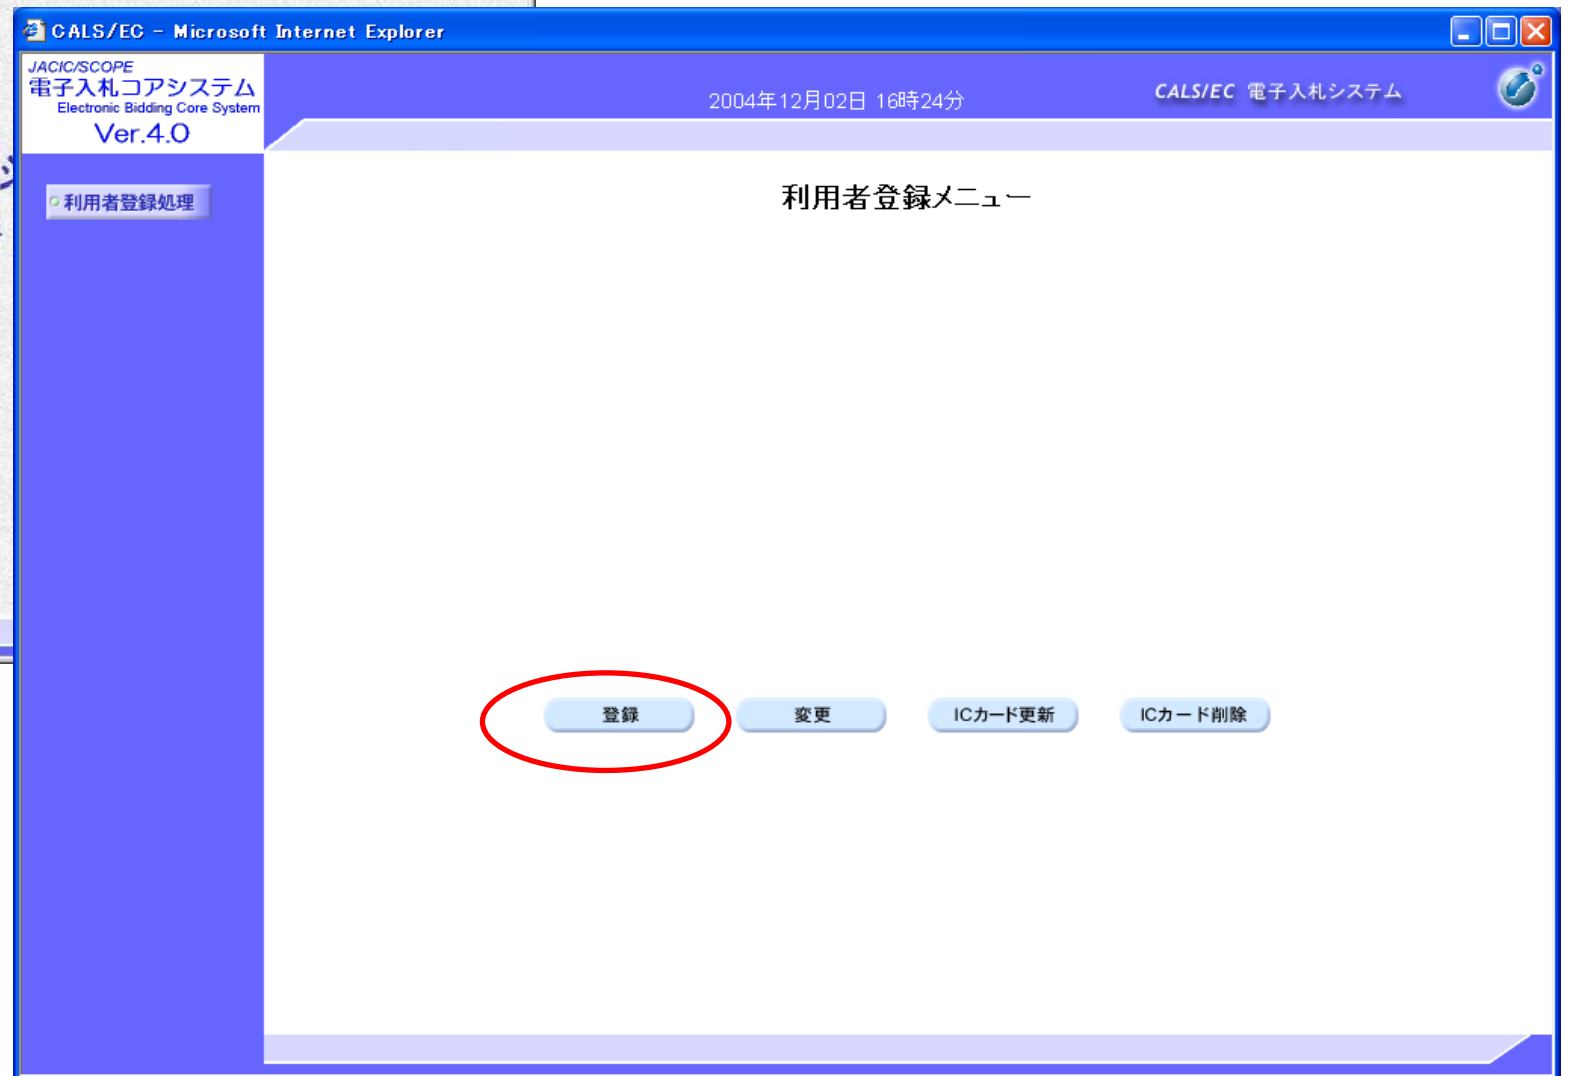 CALS/EC - Microsoft Internet Explorer
JACIC/SCOPE
電子入札コアシステム
Electronic Bidding Core System
Ver.4.0
2004年12月02日 16時24分
CALS/EC 電子入札システム
利用者登録処理
利用者登録メニュー
登録
変更
ICカード更新
ICカード削除